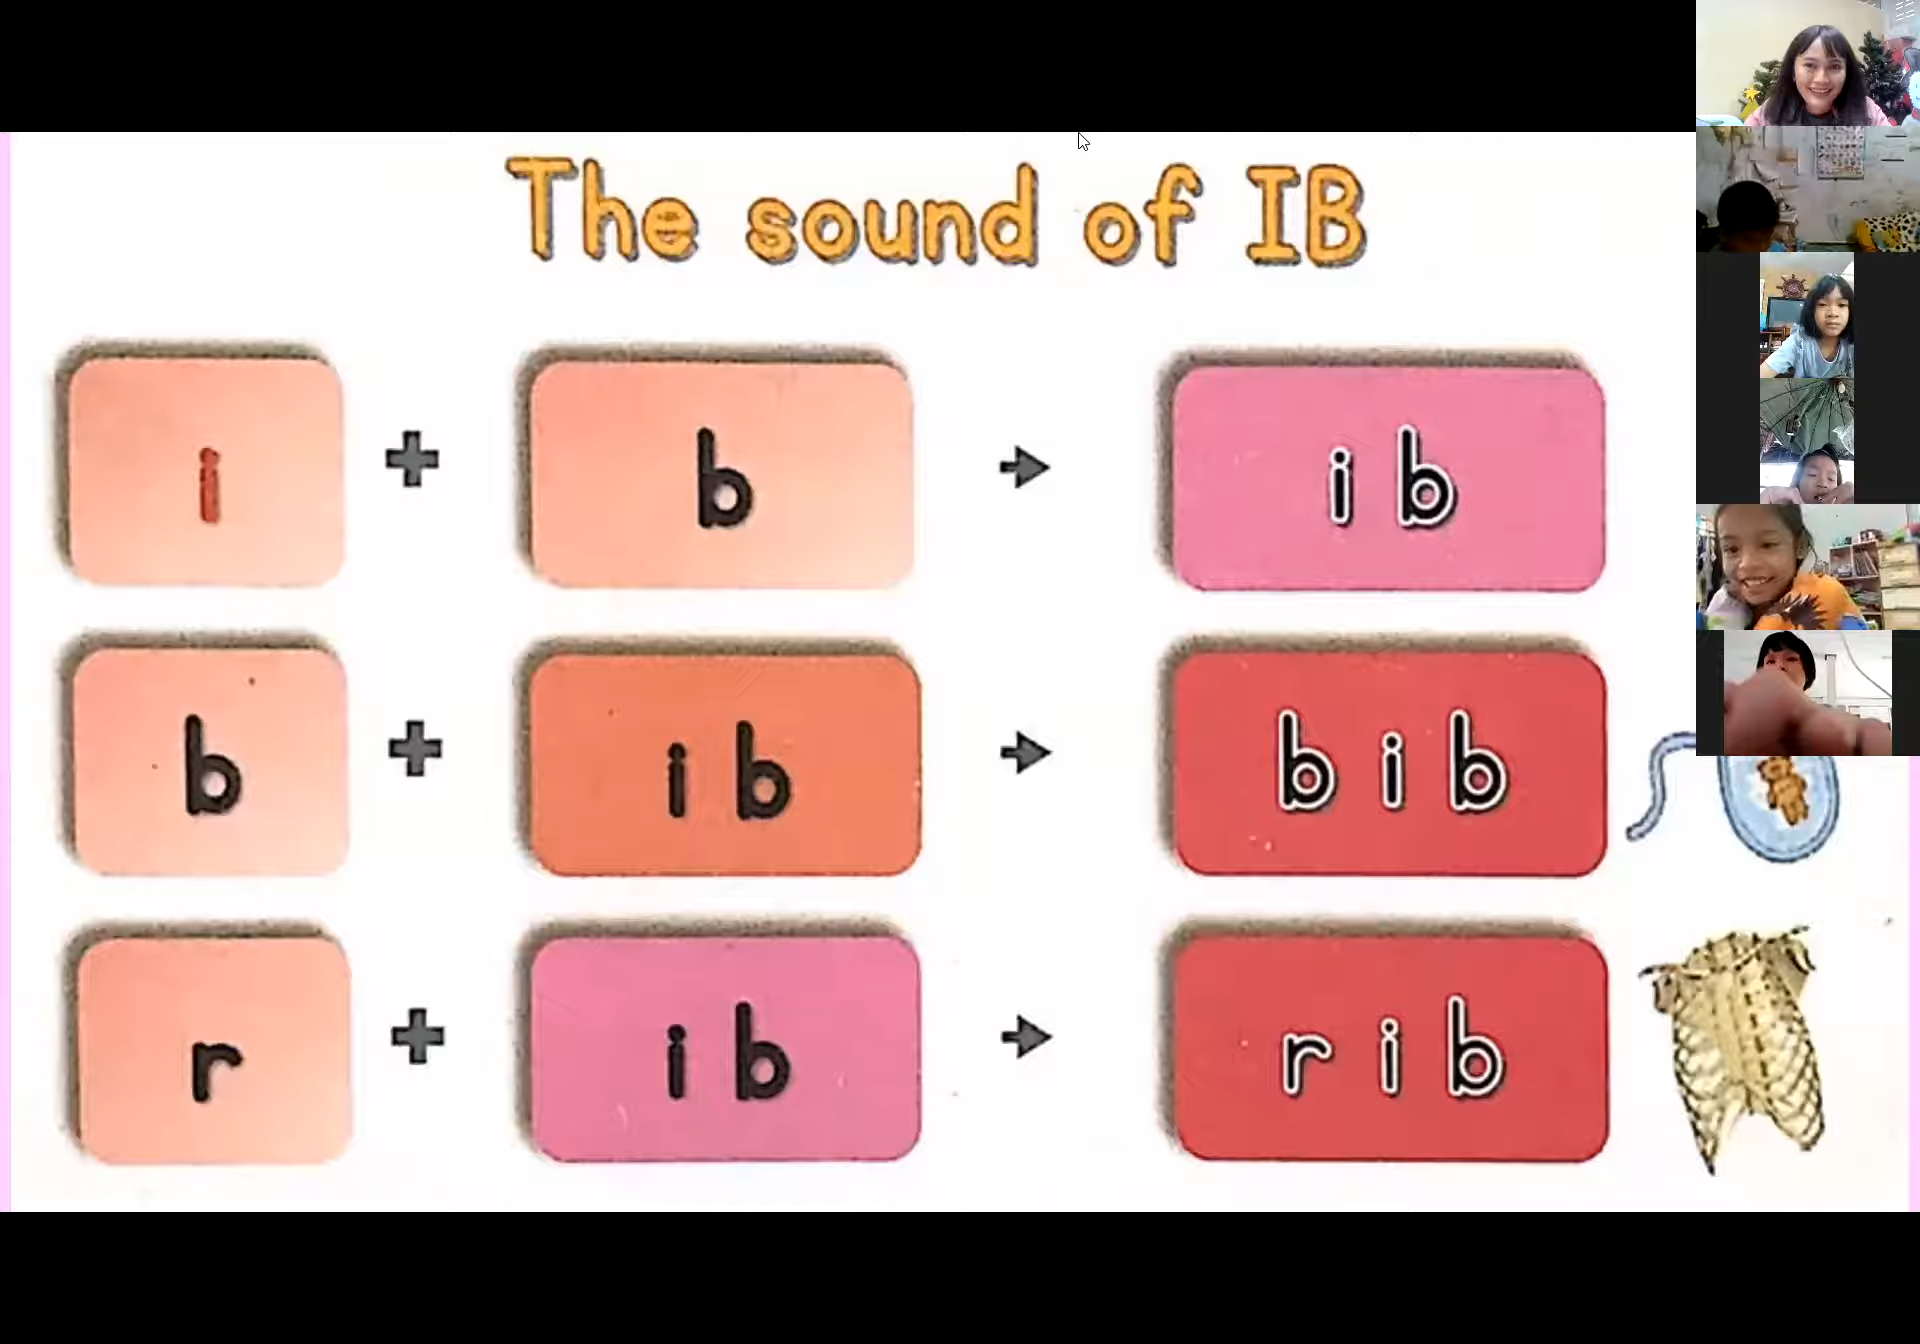 The sound of IB
i + b → ib
b + ib → bib
r + ib → rib